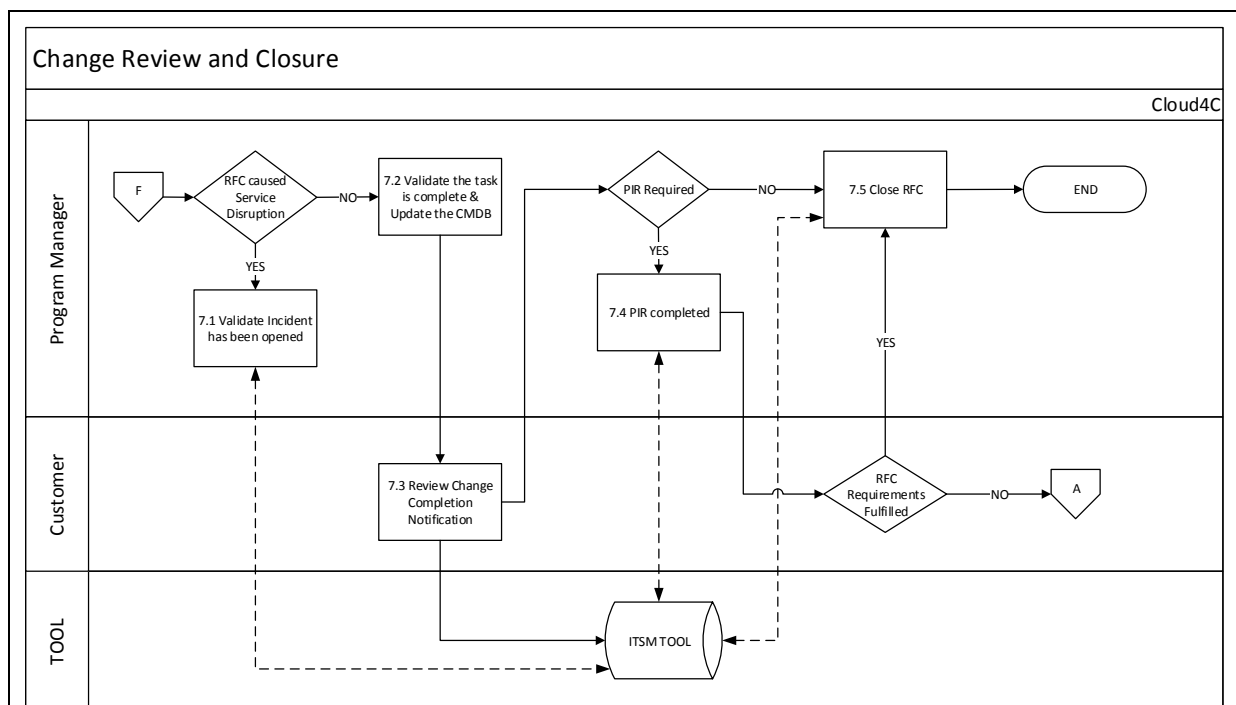 Change Review and Closure
Cloud4C
Program Manager
F
RFC caused
Service
Disruption
NO
7.2 Validate the task
is complete &
Update the CMDB
PIR Required
NO
7.5 Close RFC
END
YES
7.1 Validate Incident
has been opened
YES
7.4 PIR completed
YES
Customer
7.3 Review Change
Completion
Notification
RFC
Requirements
Fulfilled
NO
A
TOOL
ITSM TOOL